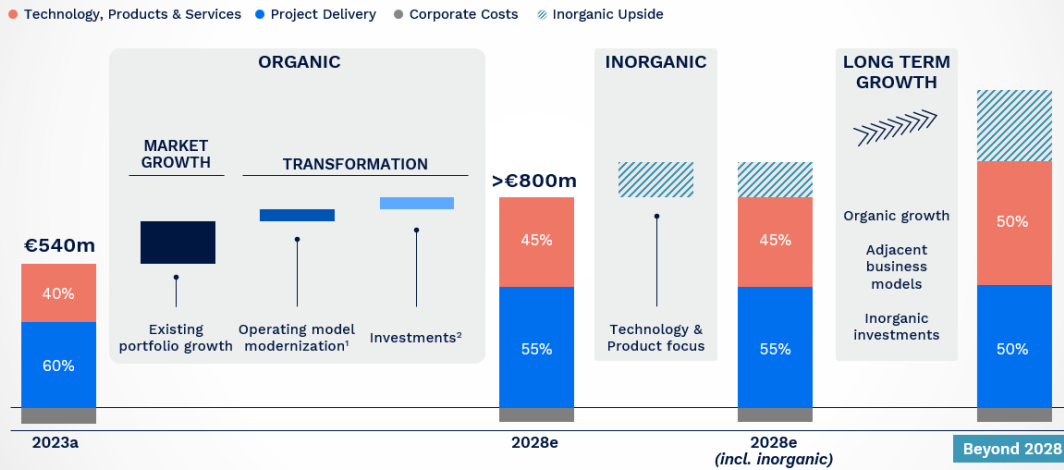 Technology, Products & Services
Project Delivery
Corporate Costs
Inorganic Upside
ORGANIC
INORGANIC
LONG TERM
GROWTH
MARKET
GROWTH
TRANSFORMATION
>€800m
€540m
40%
60%
Existing
portfolio growth
Operating model
modernization¹
Investments²
45%
55%
Technology &
Product focus
45%
55%
Organic growth
Adjacent
business
models
Inorganic
investments
50%
50%
2023a
2028e
2028e
(incl. inorganic)
Beyond 2028